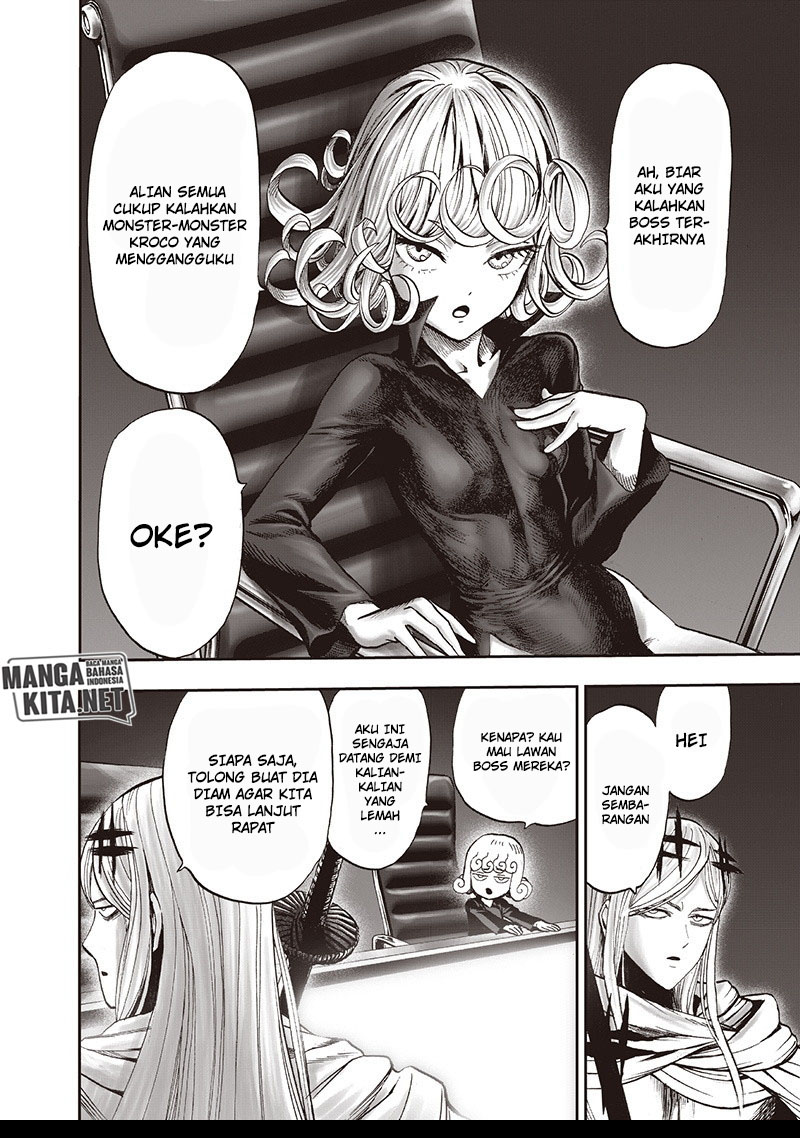 AH, BIAR
AKU YANG
KALAHKAN
BOSS TER-
AKHIRNYA
ALIAN SEMUA
CUKUP KALAHKAN
MONSTER-MONSTER
KROCO YANG
MENGGANGGUKU
OKE?
HEI
JANGAN
SEMBA-
RANGAN
KENAPA? KAU
MAU LAWAN
BOSS MEREKA?
AKU INI
SENGAJA
DATANG DEMI
KALIAN-
KALIAN
YANG
LEMAH
...
SIAPA SAJA,
TOLONG BUAT DIA
DIAM AGAR KITA
BISA LANJUT
RAPAT
MANGA
BACA MANGA
BAHASA
INDONESIA
KITA.NET